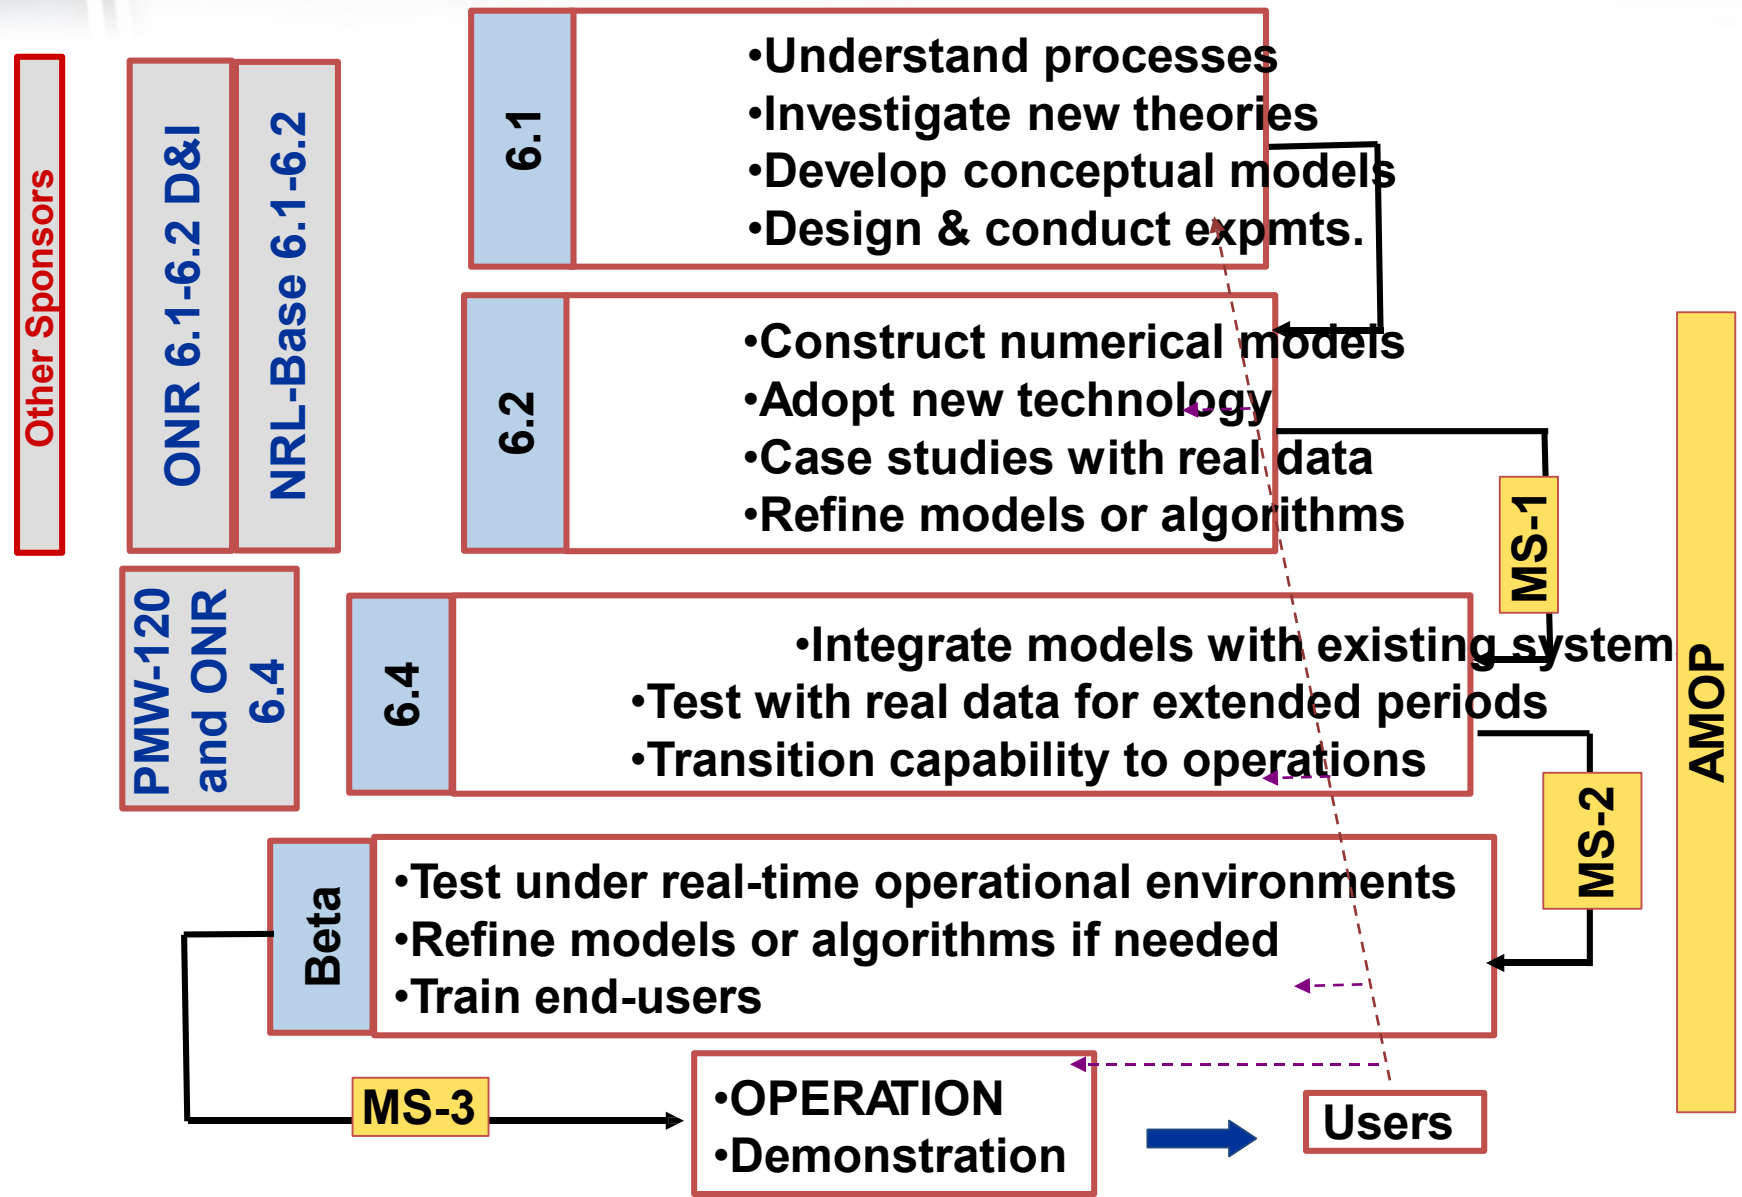 Other Sponsors
ONR 6.1-6.2 D&I
NRL-Base 6.1-6.2
6.1
•Understand processes
•Investigate new theories
•Develop conceptual models
•Design & conduct expmts.
6.2
•Construct numerical models
•Adopt new technology
•Case studies with real data
•Refine models or algorithms
MS-1
AMOP
PMW-120
and ONR
6.4
6.4
•Integrate models with existing system
•Test with real data for extended periods
•Transition capability to operations
MS-2
Beta
•Test under real-time operational environments
•Refine models or algorithms if needed
•Train end-users
MS-3
•OPERATION
•Demonstration
Users